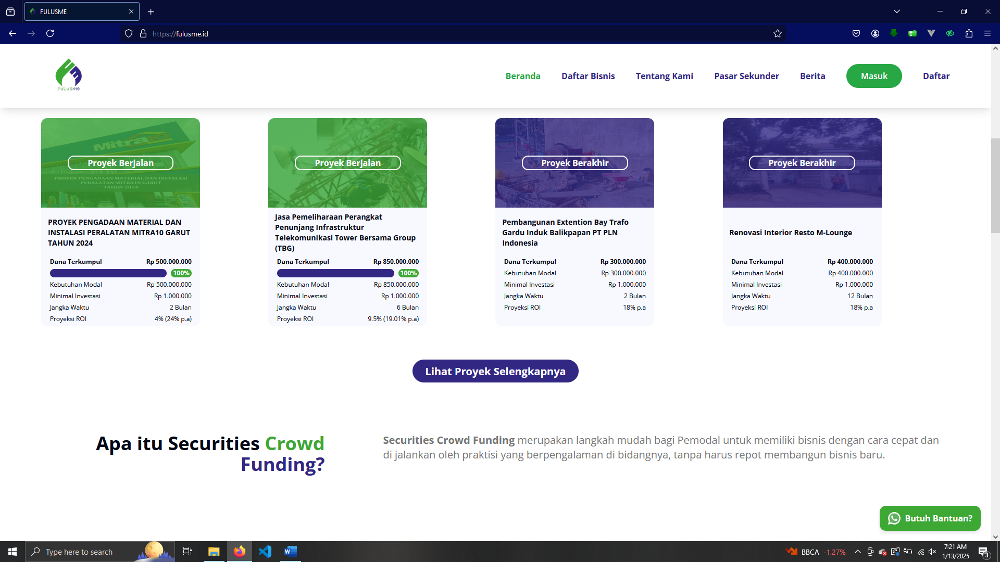 FULUSME
https://fulusme.id
fuLusme
Beranda
Daftar Bisnis
Tentang Kami
Pasar Sekunder
Berita
Masuk
Daftar
Mitra10
Proyek Berjalan
PROYEK PENGADAAN MATERIAL DAN INSTALASI
PERALATAN MITRA10 GARUT
TAHUN 2024
PROYEK PENGADAAN MATERIAL DAN
INSTALASI PERALATAN MITRA10 GARUT
TAHUN 2024
Dana Terkumpul Rp 500.000.000
100%
Kebutuhan Modal Rp 500.000.000
Minimal Investasi Rp 1.000.000
Jangka Waktu 2 Bulan
Proyeksi ROI 4% (24% p.a)
Proyek Berjalan
Jasa Pemeliharaan Perangkat
Penunjang Infrastruktur
Telekomunikasi Tower Bersama Group
(TBG)
Dana Terkumpul Rp 850.000.000
100%
Kebutuhan Modal Rp 850.000.000
Minimal Investasi Rp 1.000.000
Jangka Waktu 6 Bulan
Proyeksi ROI 9.5% (19.01% p.a)
Proyek Berakhir
Pembangunan Extention Bay Trafo
Gardu Induk Balikpapan PT PLN
Indonesia
Dana Terkumpul Rp 300.000.000
Kebutuhan Modal Rp 300.000.000
Minimal Investasi Rp 1.000.000
Jangka Waktu 2 Bulan
Proyeksi ROI 18% p.a
Proyek Berakhir
Renovasi Interior Resto M-Lounge
Dana Terkumpul Rp 400.000.000
Kebutuhan Modal Rp 400.000.000
Minimal Investasi Rp 1.000.000
Jangka Waktu 12 Bulan
Proyeksi ROI 18% p.a
Lihat Proyek Selengkapnya
Apa itu Securities Crowd
Funding?
Securities Crowd Funding merupakan langkah mudah bagi Pemodal untuk memiliki bisnis dengan cara cepat dan
di jalankan oleh praktisi yang berpengalaman di bidangnya, tanpa harus repot membangun bisnis baru.
Butuh Bantuan?
Type here to search
BBCA -1,27%
7:21 AM
1/13/2025
3